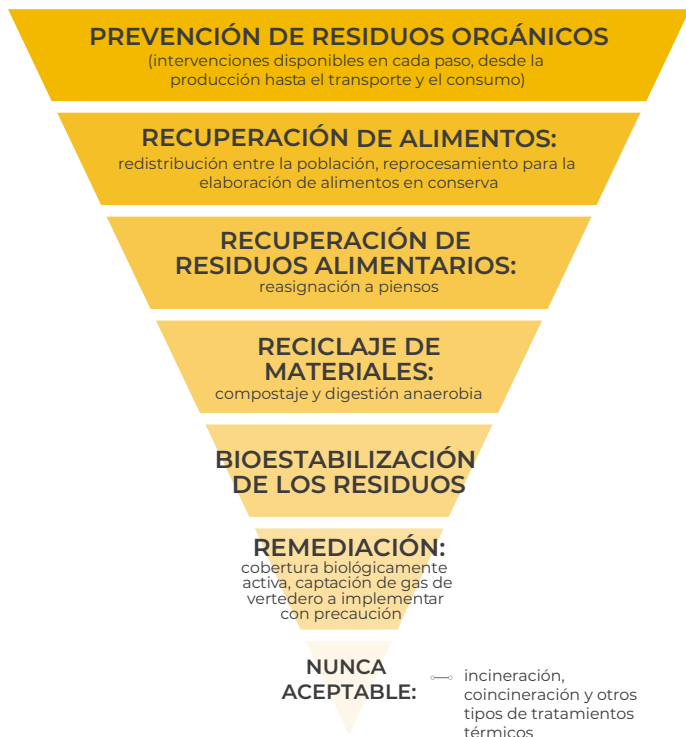 PREVENCIÓN DE RESIDUOS ORGÁNICOS
(intervenciones disponibles en cada paso, desde la
producción hasta el transporte y el consumo)
RECUPERACIÓN DE ALIMENTOS:
redistribución entre la población, reprocesamiento para la
elaboración de alimentos en conserva
RECUPERACIÓN DE
RESIDUOS ALIMENTARIOS:
reasignación a piensos
RECICLAJE DE
MATERIALES:
compostaje y digestión anaerobia
BIOESTABILIZACIÓN
DE LOS RESIDUOS
REMEDIACIÓN:
cobertura biológicamente
activa, captación de gas de
vertedero a implementar
con precaución
NUNCA
ACEPTABLE:
incineración,
coincineración y otros
tipos de tratamientos
térmicos